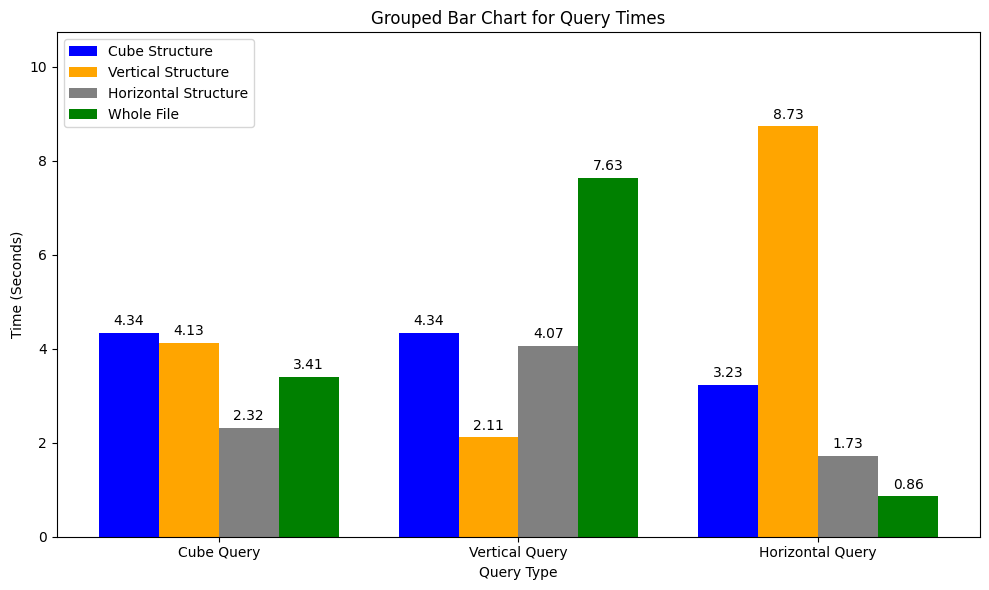 Grouped Bar Chart for Query Times
Cube Structure
Vertical Structure
Horizontal Structure
Whole File
Time (Seconds)
10
8
6
4
2
0
4.34
4.13
2.32
3.41
4.34
2.11
4.07
7.63
3.23
8.73
1.73
0.86
Cube Query
Vertical Query
Horizontal Query
Query Type